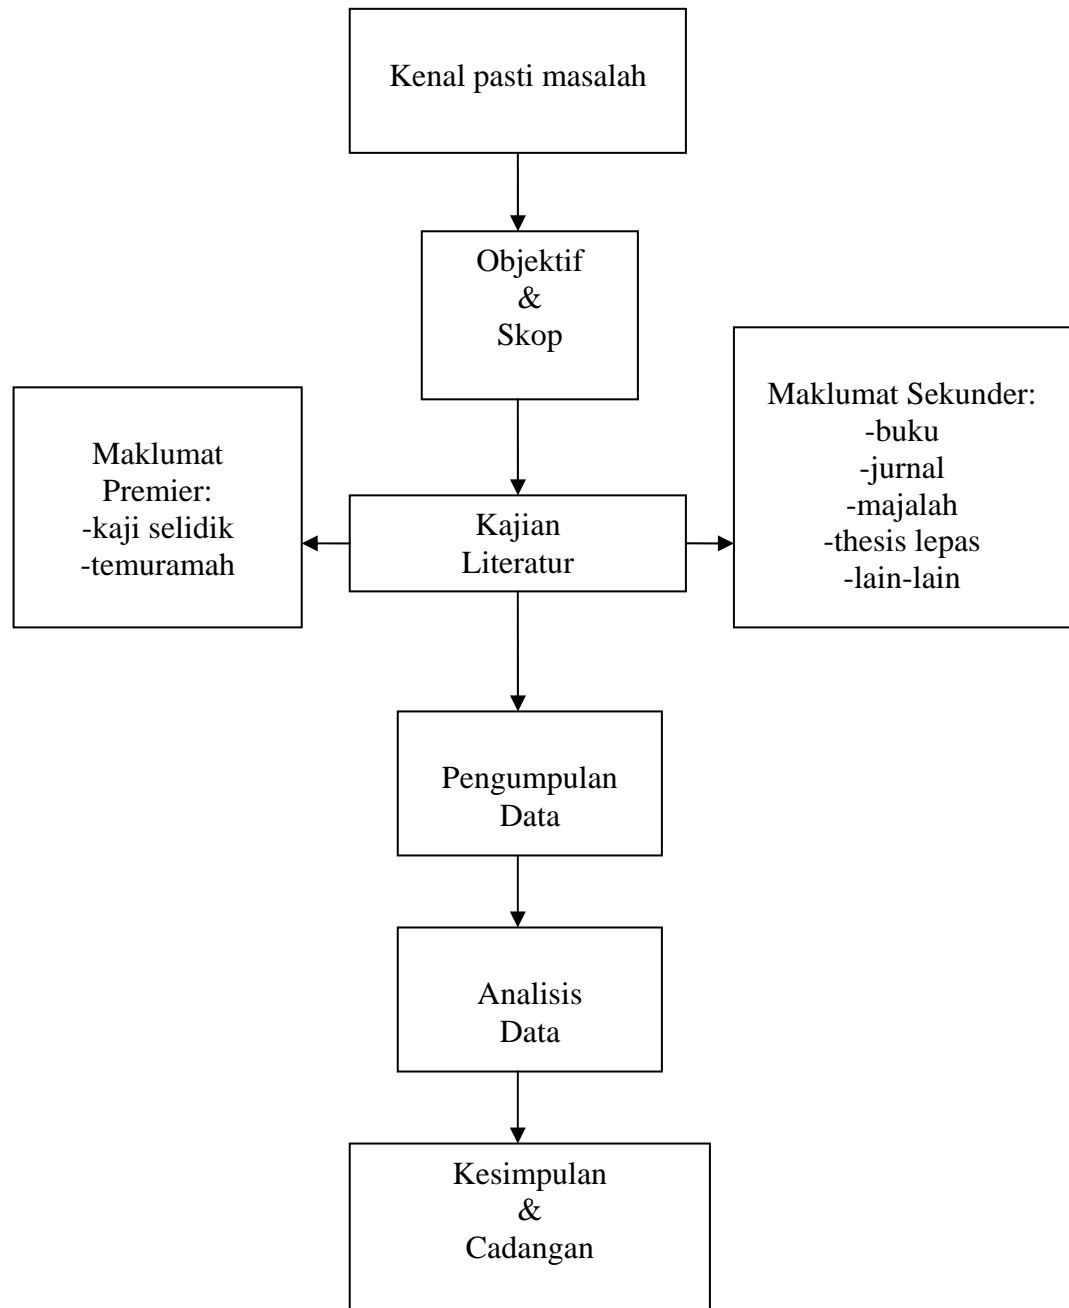 Kenal pasti masalah
Objektif
&
Skop
Maklumat
Premier:
-kaji selidik
-temuramah
Kajian
Literatur
Maklumat Sekunder:
-buku
-jurnal
-majalah
-thesis lepas
-lain-lain
Pengumpulan
Data
Analisis
Data
Kesimpulan
&
Cadangan